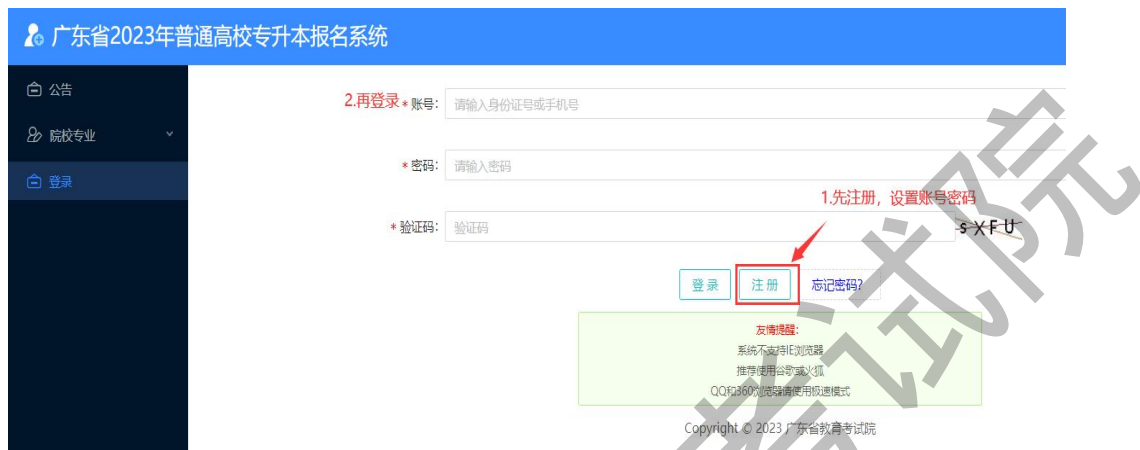 广东省2023年普通高校专升本报名系统
公告
院校专业
登录
2.再登录 * 账号： 请输入身份证号或手机号
* 密码： 请输入密码
1.先注册，设置账号密码
* 验证码： 验证码 sXFU
登 录 注 册 忘记密码?
友情提醒：
系统不支持IE浏览器
推荐使用谷歌或火狐
QQ和360浏览器请使用极速模式
Copyright © 2023 广东省教育考试院
考试院